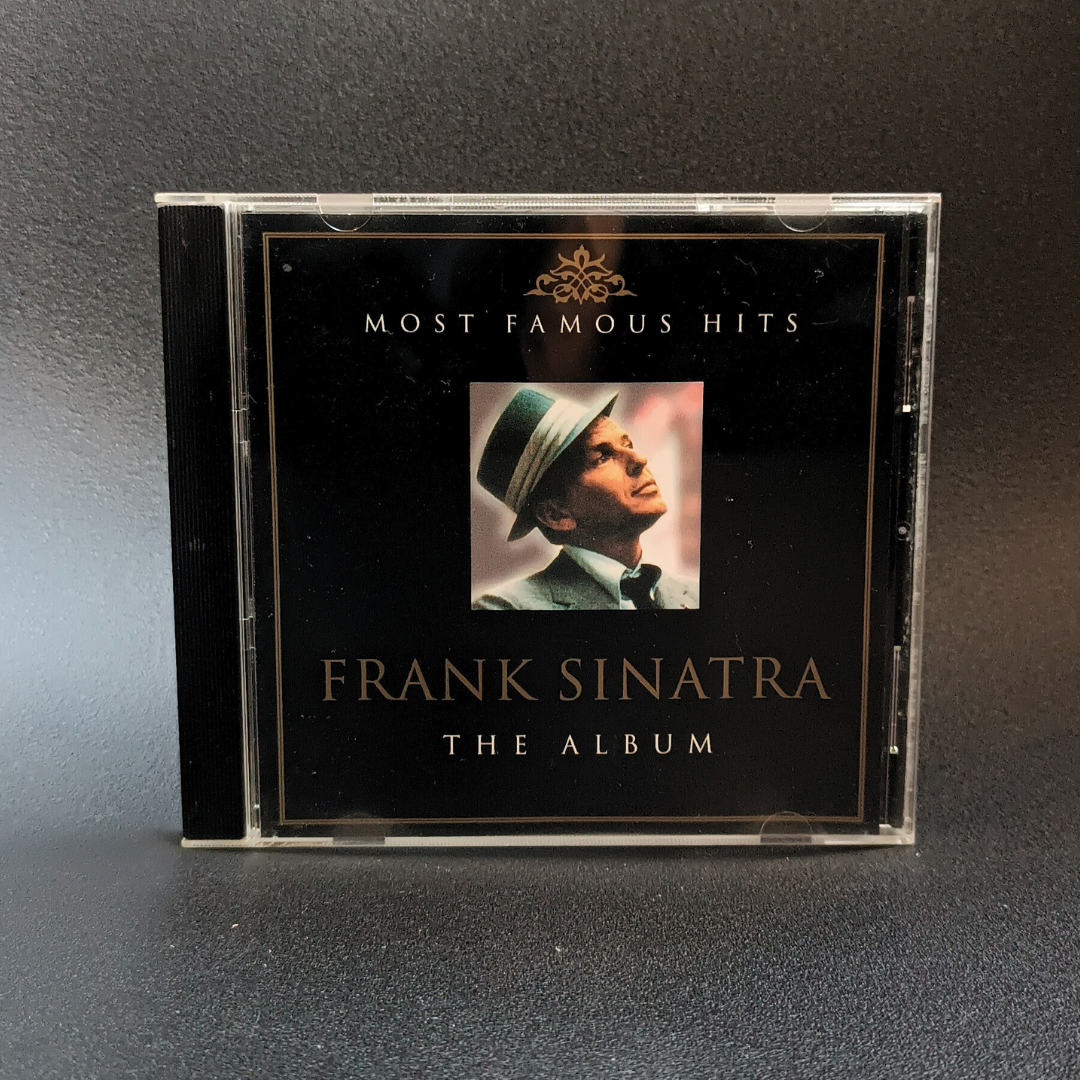 MOST FAMOUS HITS
FRANK SINATRA
THE ALBUM